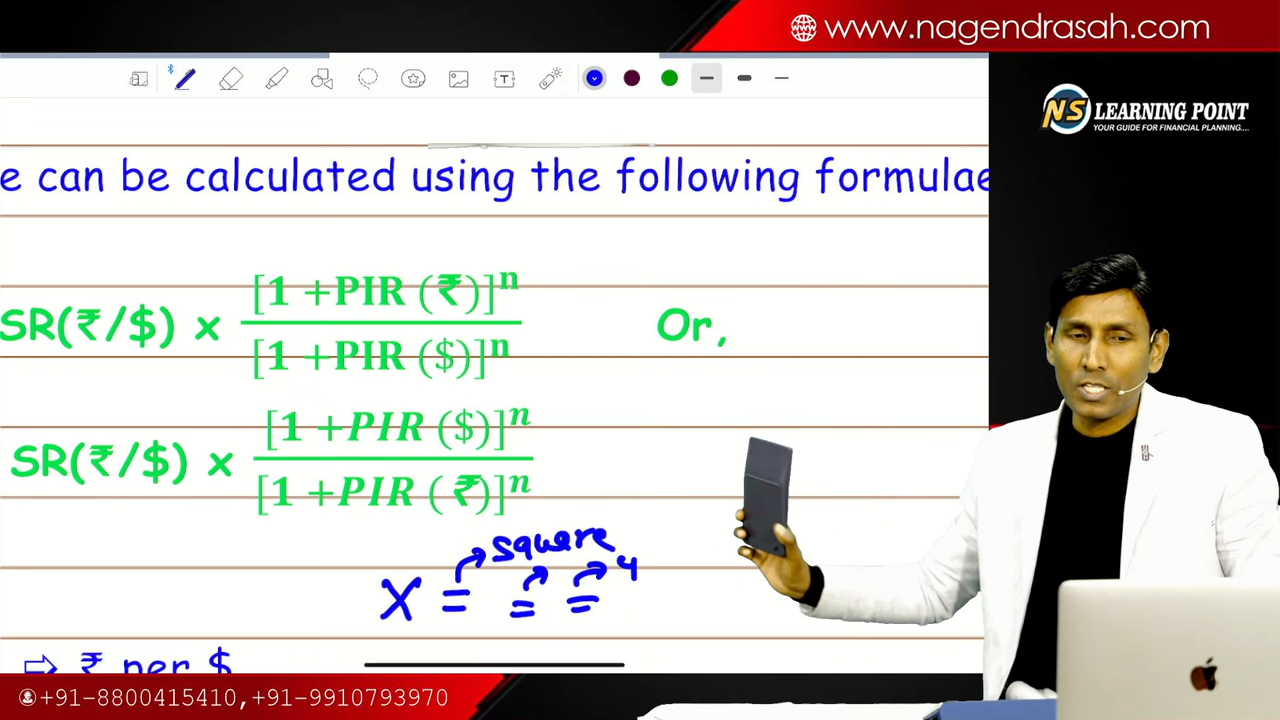 www.nagendrasah.com
NS LEARNING POINT
YOUR GUIDE FOR FINANCIAL PLANNING....
T
e can be calculated using the following formulae
SR(₹/$) x [1 +PIR (₹)]ⁿ
[1 +PIR ($)]ⁿ
Or,
SR(₹/$) x [1 +PIR ($)]ⁿ
[1 +PIR ( ₹)]ⁿ
square
X = = = 4
⇨ ₹ per $
+91-8800415410,+91-9910793970